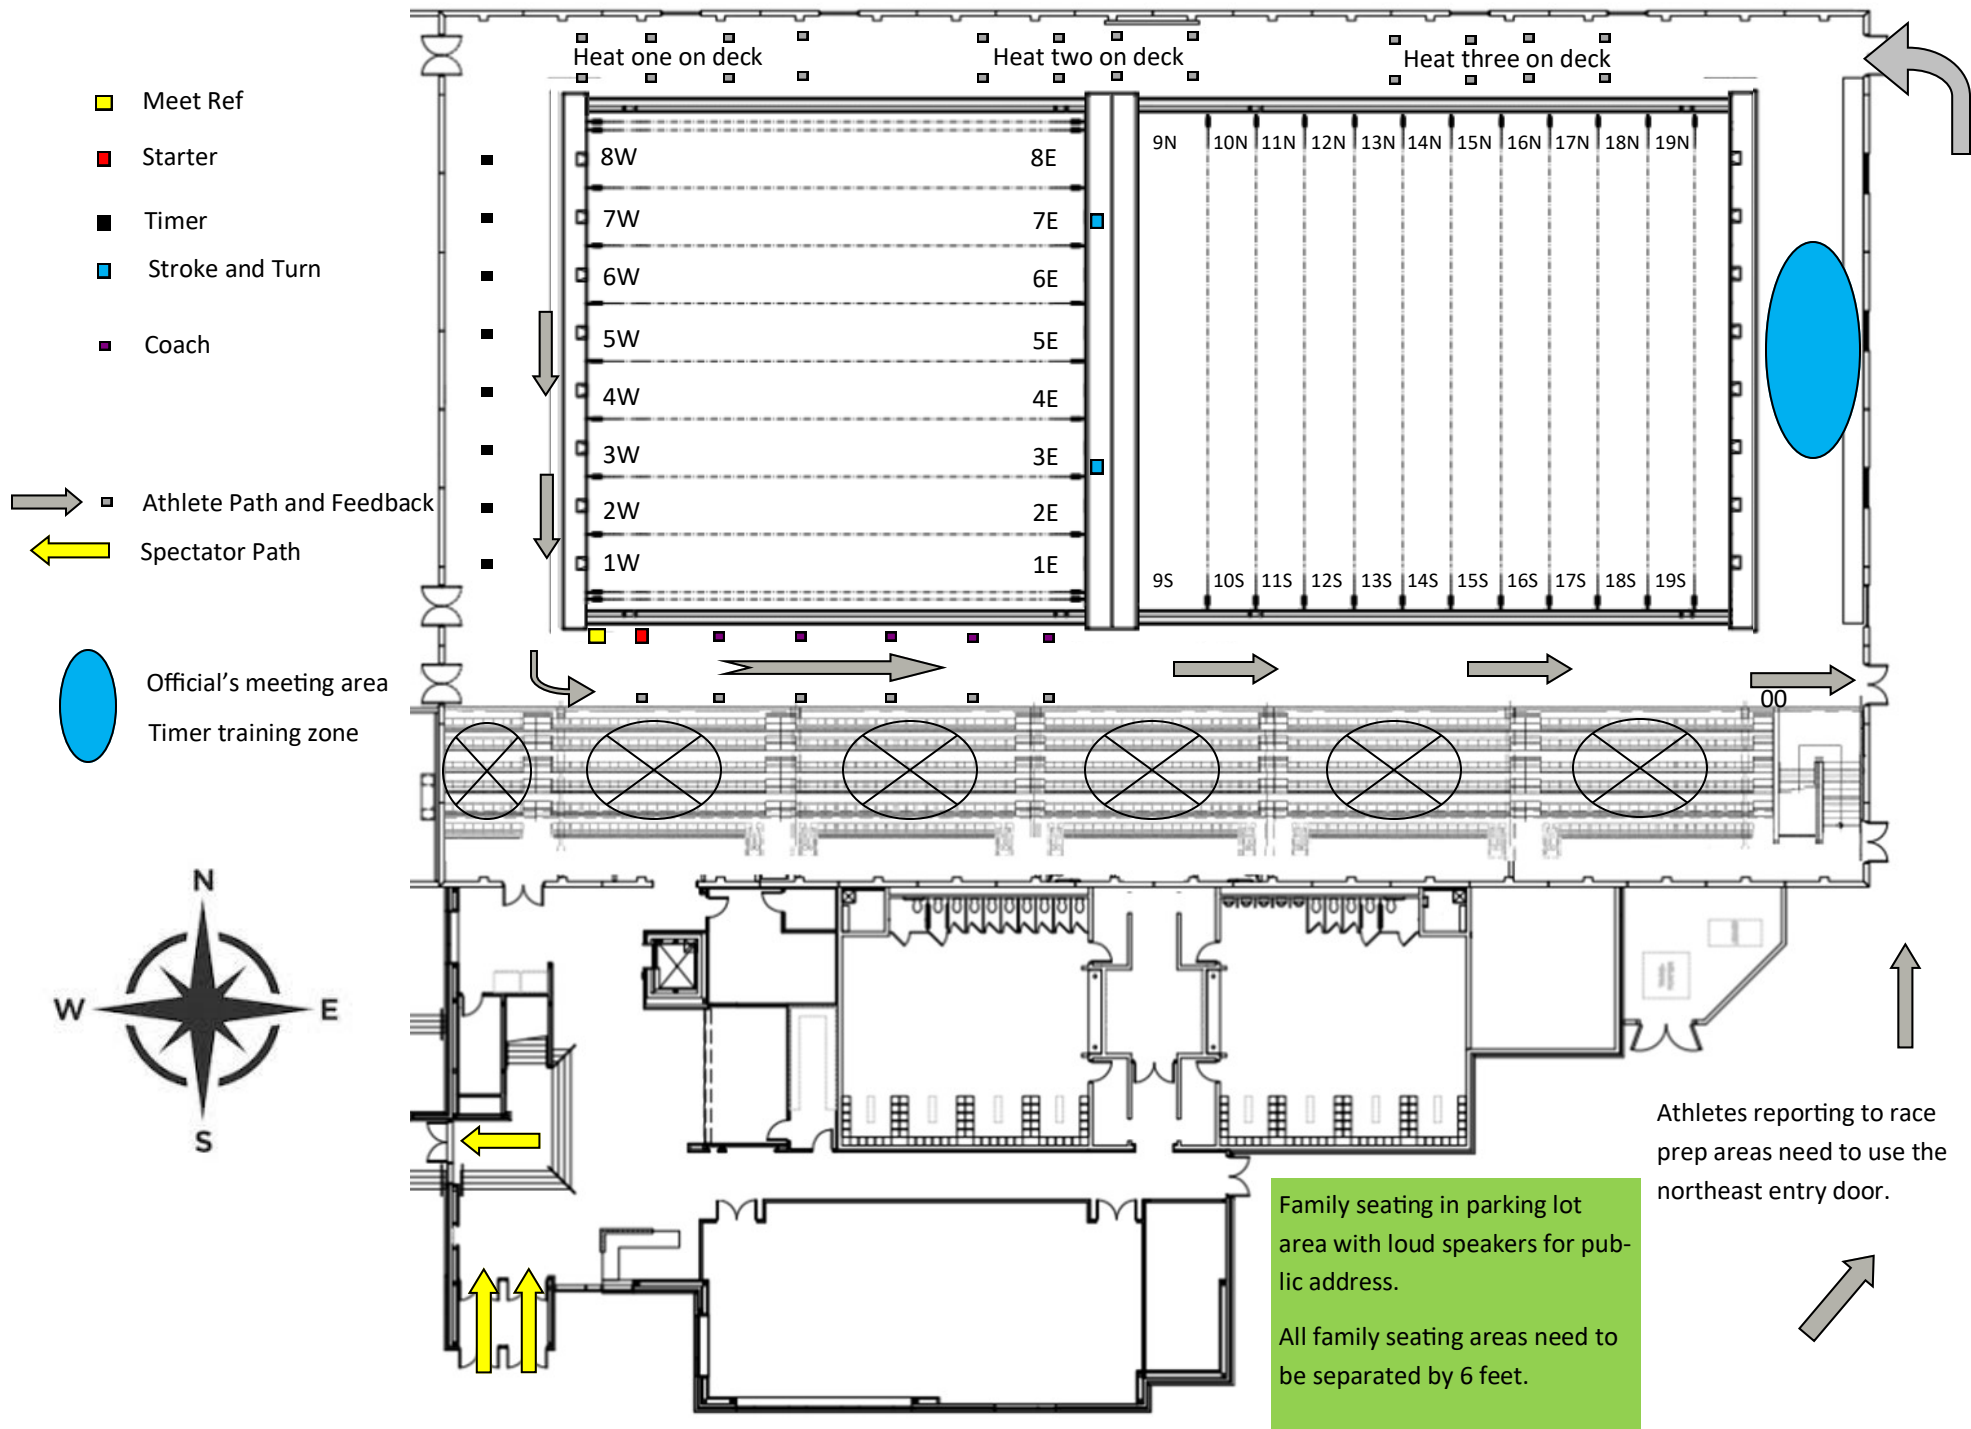 Heat one on deck
Heat two on deck
Heat three on deck
Meet Ref
Starter
Timer
Stroke and Turn
Coach
Athlete Path and Feedback
Spectator Path
Official's meeting area
Timer training zone
8W
7W
6W
5W
4W
3W
2W
1W
8E
7E
6E
5E
4E
3E
2E
1E
9N 10N 11N 12N 13N 14N 15N 16N 17N 18N 19N
9S 10S 11S 12S 13S 14S 15S 16S 17S 18S 19S
00
N
W E
S
Athletes reporting to race
prep areas need to use the
northeast entry door.
Family seating in parking lot
area with loud speakers for pub-
lic address.
All family seating areas need to
be separated by 6 feet.